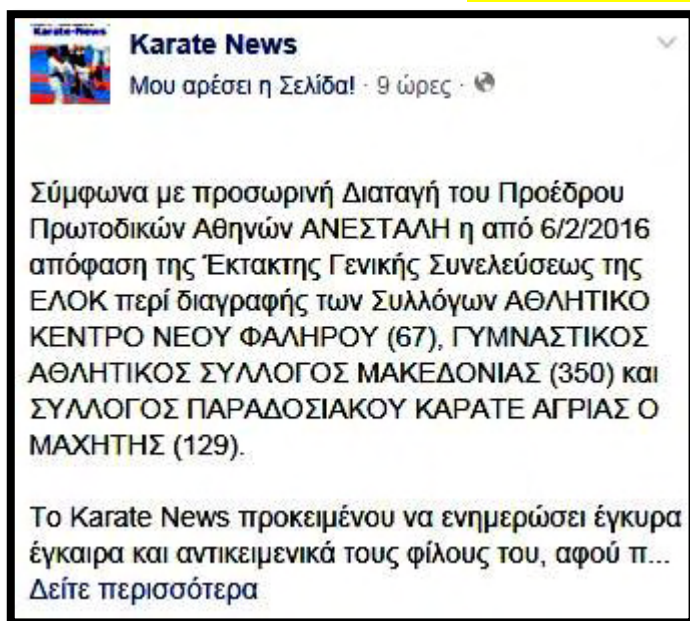 Karate-News
Karate News
Μου αρέσει η Σελίδα! · 9 ώρες ·
Σύμφωνα με προσωρινή Διαταγή του Προέδρου
Πρωτοδικών Αθηνών ΑΝΕΣΤΑΛΗ η από 6/2/2016
απόφαση της Έκτακτης Γενικής Συνελεύσεως της
ΕΛΟΚ περί διαγραφής των Συλλόγων ΑΘΛΗΤΙΚΟ
ΚΕΝΤΡΟ ΝΕΟΥ ΦΑΛΗΡΟΥ (67), ΓΥΜΝΑΣΤΙΚΟΣ
ΑΘΛΗΤΙΚΟΣ ΣΥΛΛΟΓΟΣ ΜΑΚΕΔΟΝΙΑΣ (350) και
ΣΥΛΛΟΓΟΣ ΠΑΡΑΔΟΣΙΑΚΟΥ ΚΑΡΑΤΕ ΑΓΡΙΑΣ Ο
ΜΑΧΗΤΗΣ (129).
Το Karate News προκειμένου να ενημερώσει έγκυρα
έγκαιρα και αντικειμενικά τους φίλους του, αφού π...
Δείτε περισσότερα